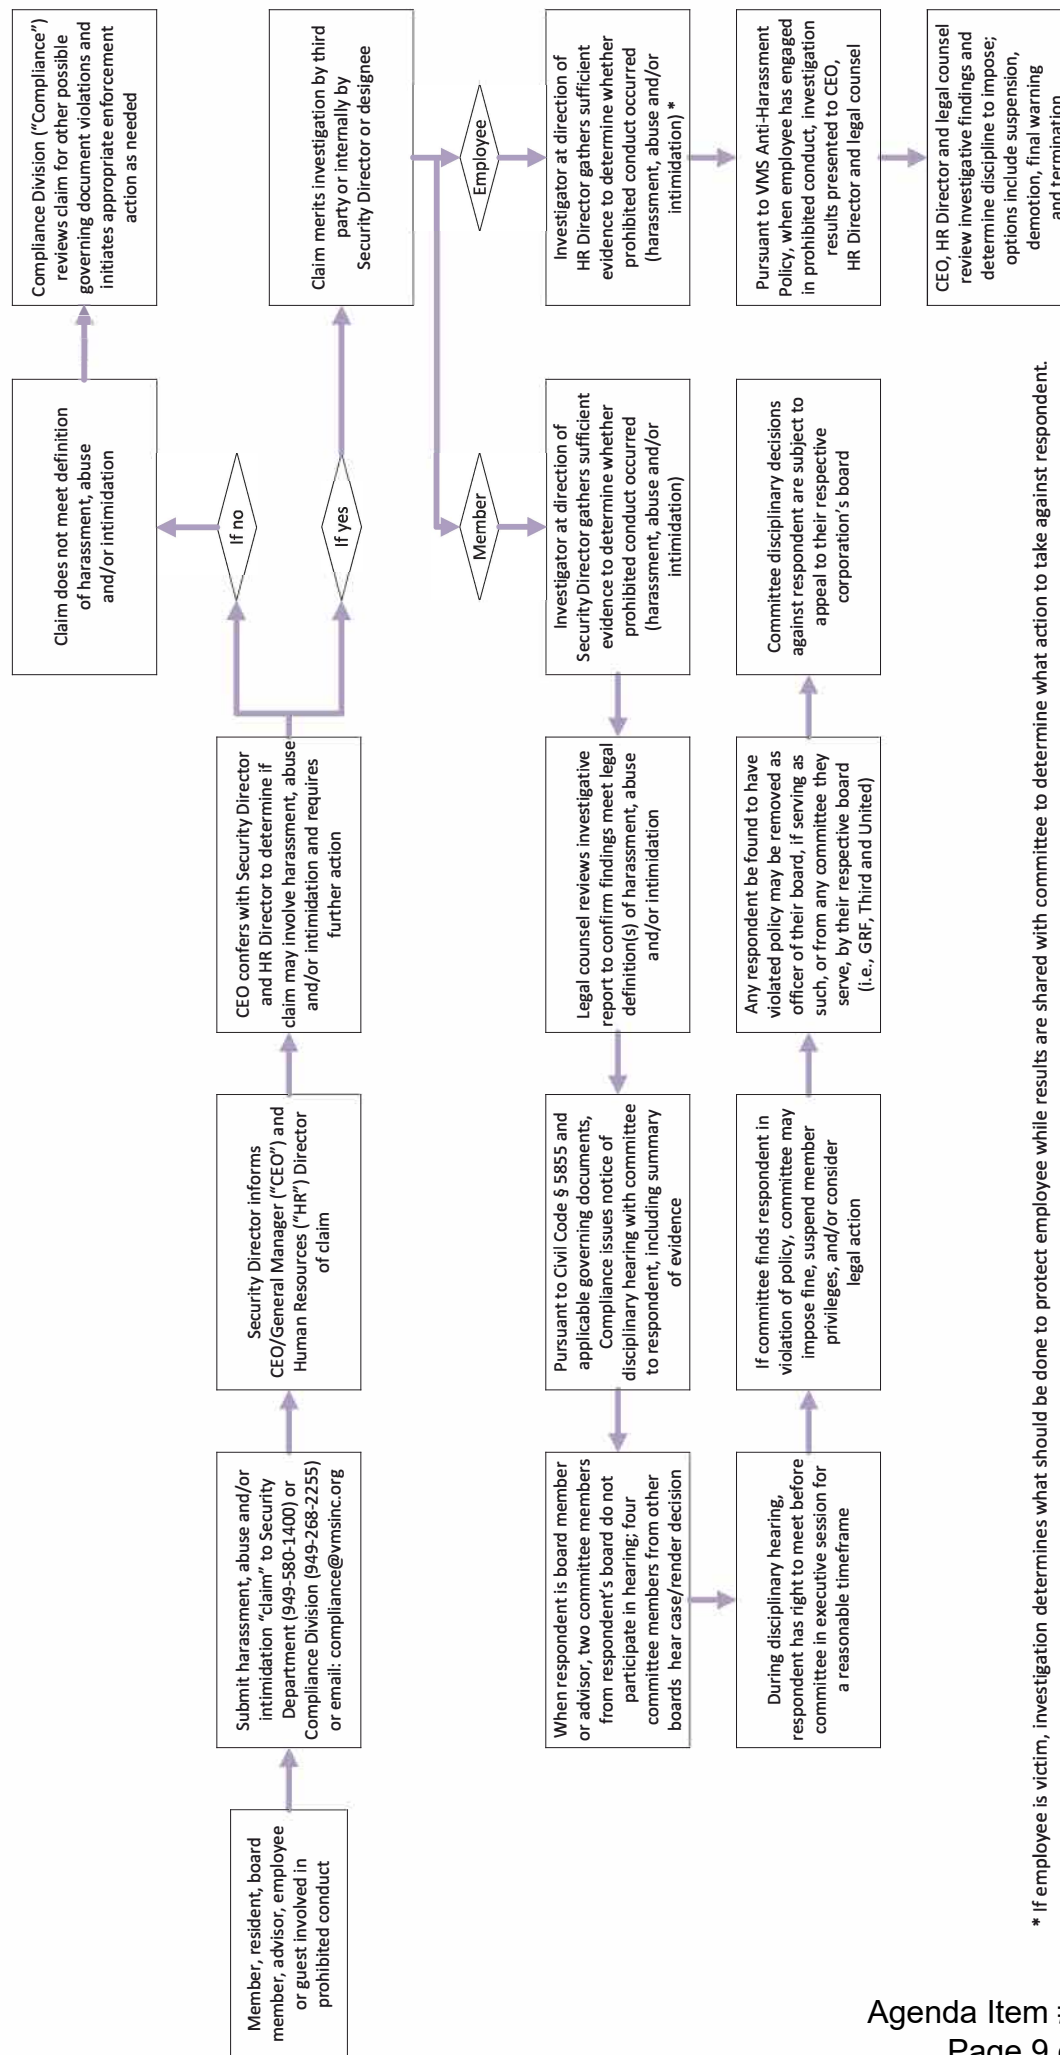 Member, resident, board
member, advisor, employee
or guest involved in
prohibited conduct
Submit harassment, abuse and/or
intimidation “claim” to Security
Department (949-580-1400) or
Compliance Division (949-268-2255)
or email: compliance@vmsinc.org
Security Director informs
CEO/General Manager (“CEO”) and
Human Resources (“HR”) Director
of claim
CEO confers with Security Director
and HR Director to determine if
claim may involve harassment, abuse
and/or intimidation and requires
further action
If no
Claim does not meet definition
of harassment, abuse
and/or intimidation
Compliance Division (“Compliance”)
reviews claim for other possible
governing document violations and
initiates appropriate enforcement
action as needed
If yes
Claim merits investigation by third
party or internally by
Security Director or designee
Member
Employee
Investigator at direction of
Security Director gathers sufficient
evidence to determine whether
prohibited conduct occurred
(harassment, abuse and/or
intimidation)
Investigator at direction of
HR Director gathers sufficient
evidence to determine whether
prohibited conduct occurred
(harassment, abuse and/or
intimidation) *
Legal counsel reviews investigative
report to confirm findings meet legal
definition(s) of harassment, abuse
and/or intimidation
Pursuant to Civil Code § 5855 and
applicable governing documents,
Compliance issues notice of
disciplinary hearing with committee
to respondent, including summary
of evidence
When respondent is board member
or advisor, two committee members
from respondent’s board do not
participate in hearing; four
committee members from other
boards hear case/render decision
During disciplinary hearing,
respondent has right to meet before
committee in executive session for
a reasonable timeframe
If committee finds respondent in
violation of policy, committee may
impose fine, suspend member
privileges, and/or consider
legal action
Any respondent be found to have
violated policy may be removed as
officer of their board, if serving as
such, or from any committee they
serve, by their respective board
(i.e., GRF, Third and United)
Committee disciplinary decisions
against respondent are subject to
appeal to their respective
corporation’s board
Pursuant to VMS Anti-Harassment
Policy, when employee has engaged
in prohibited conduct, investigation
results presented to CEO,
HR Director and legal counsel
CEO, HR Director and legal counsel
review investigative findings and
determine discipline to impose;
options include suspension,
demotion, final warning
and termination
* If employee is victim, investigation determines what should be done to protect employee while results are shared with committee to determine what action to take against respondent.
Agenda Item
Page 9